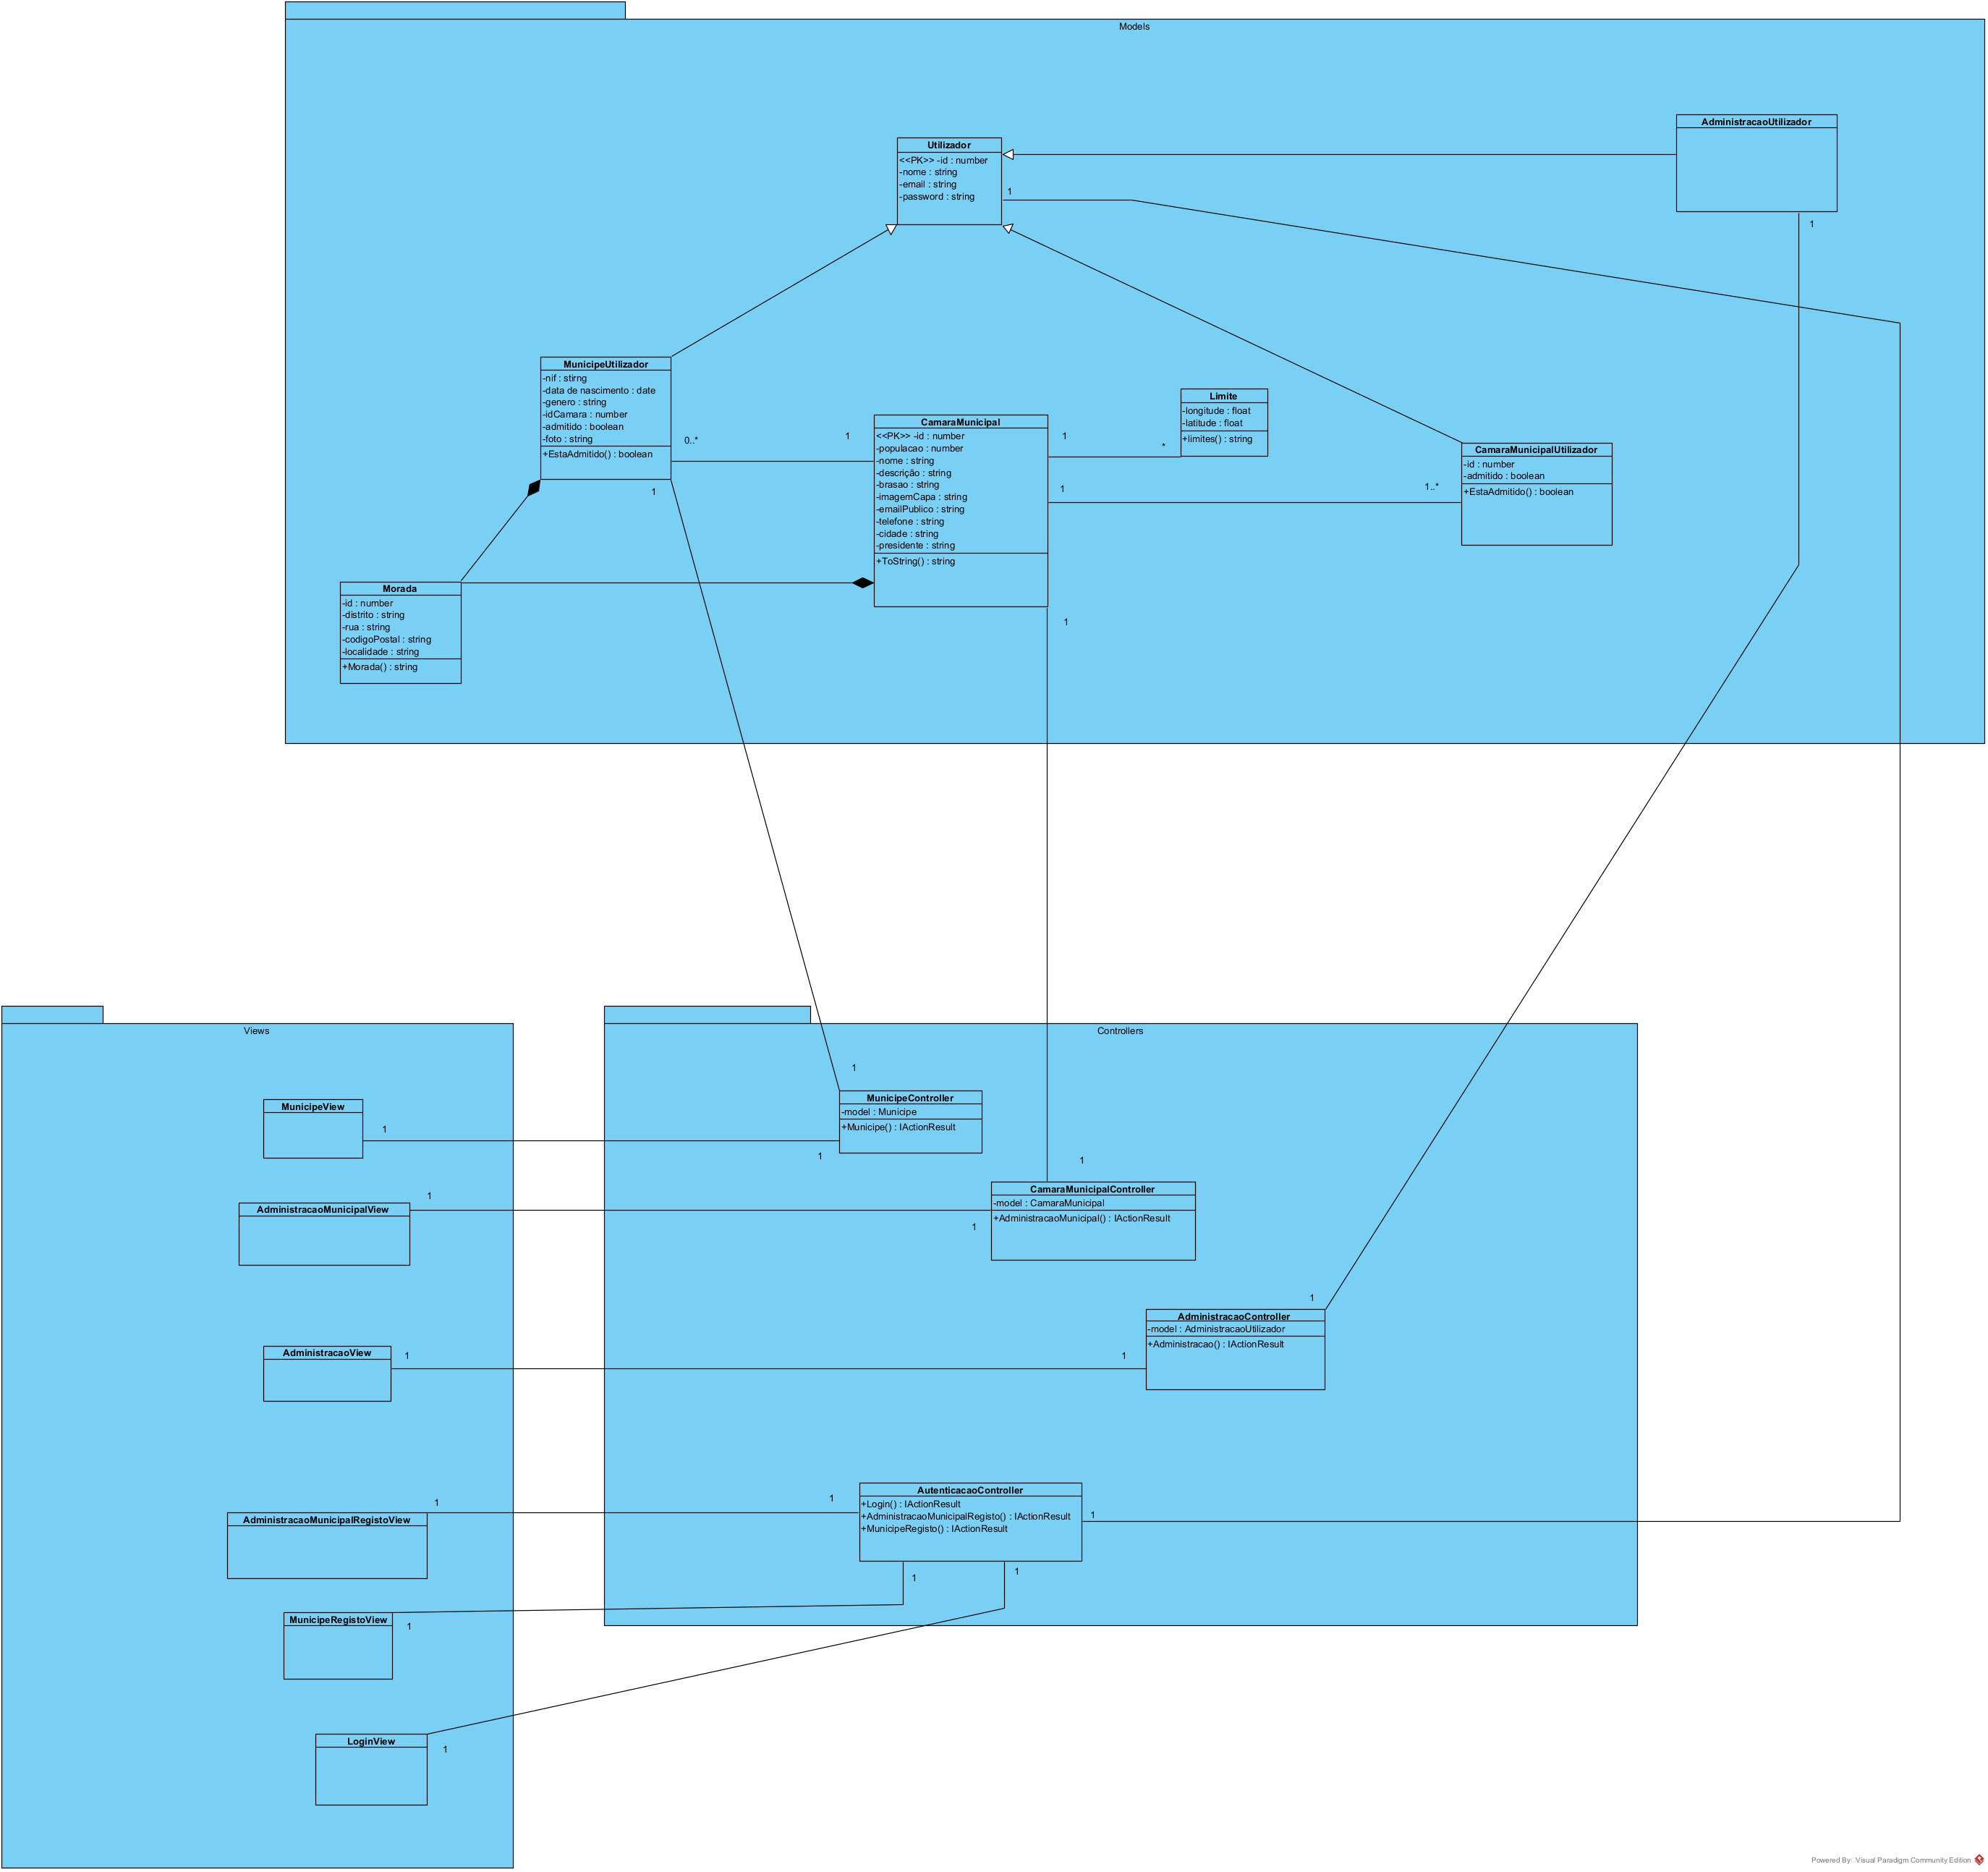 Models
AdministracaoUtilizador
Utilizador
<<PK>> -id : number
-nome : string
-email : string
-password : string
1
1
MunicipeUtilizador
-nif : stirng
-data de nascimento : date
-genero : string
-idCamara : number
-admitido : boolean
-foto : string
+EstaAdmitido() : boolean
0..*
1
1
CamaraMunicipal
<<PK>> -id : number
-populacao : number
-nome : string
-descrição : string
-brasao : string
-imagemCapa : string
-emailPublico : string
-telefone : string
-cidade : string
-presidente : string
+ToString() : string
1
1
1
Limite
-longitude : float
-latitude : float
+limites() : string
*
1..*
CamaraMunicipalUtilizador
-id : number
-admitido : boolean
+EstaAdmitido() : boolean
Morada
-id : number
-distrito : string
-rua : string
-codigoPostal : string
-localidade : string
+Morada() : string
Views
Controllers
1
MunicipeController
-model : Municipe
+Municipe() : IActionResult
MunicipeView
1
1
1
CamaraMunicipalController
-model : CamaraMunicipal
+AdministracaoMunicipal() : IActionResult
AdministracaoMunicipalView
1
1
1
AdministracaoController
-model : AdministracaoUtilizador
+Administracao() : IActionResult
AdministracaoView
1
1
AutenticacaoController
+Login() : IActionResult
+AdministracaoMunicipalRegisto() : IActionResult
+MunicipeRegisto() : IActionResult
1
1
1
AdministracaoMunicipalRegistoView
1
1
MunicipeRegistoView
1
LoginView
1
Powered By: Visual Paradigm Community Edition